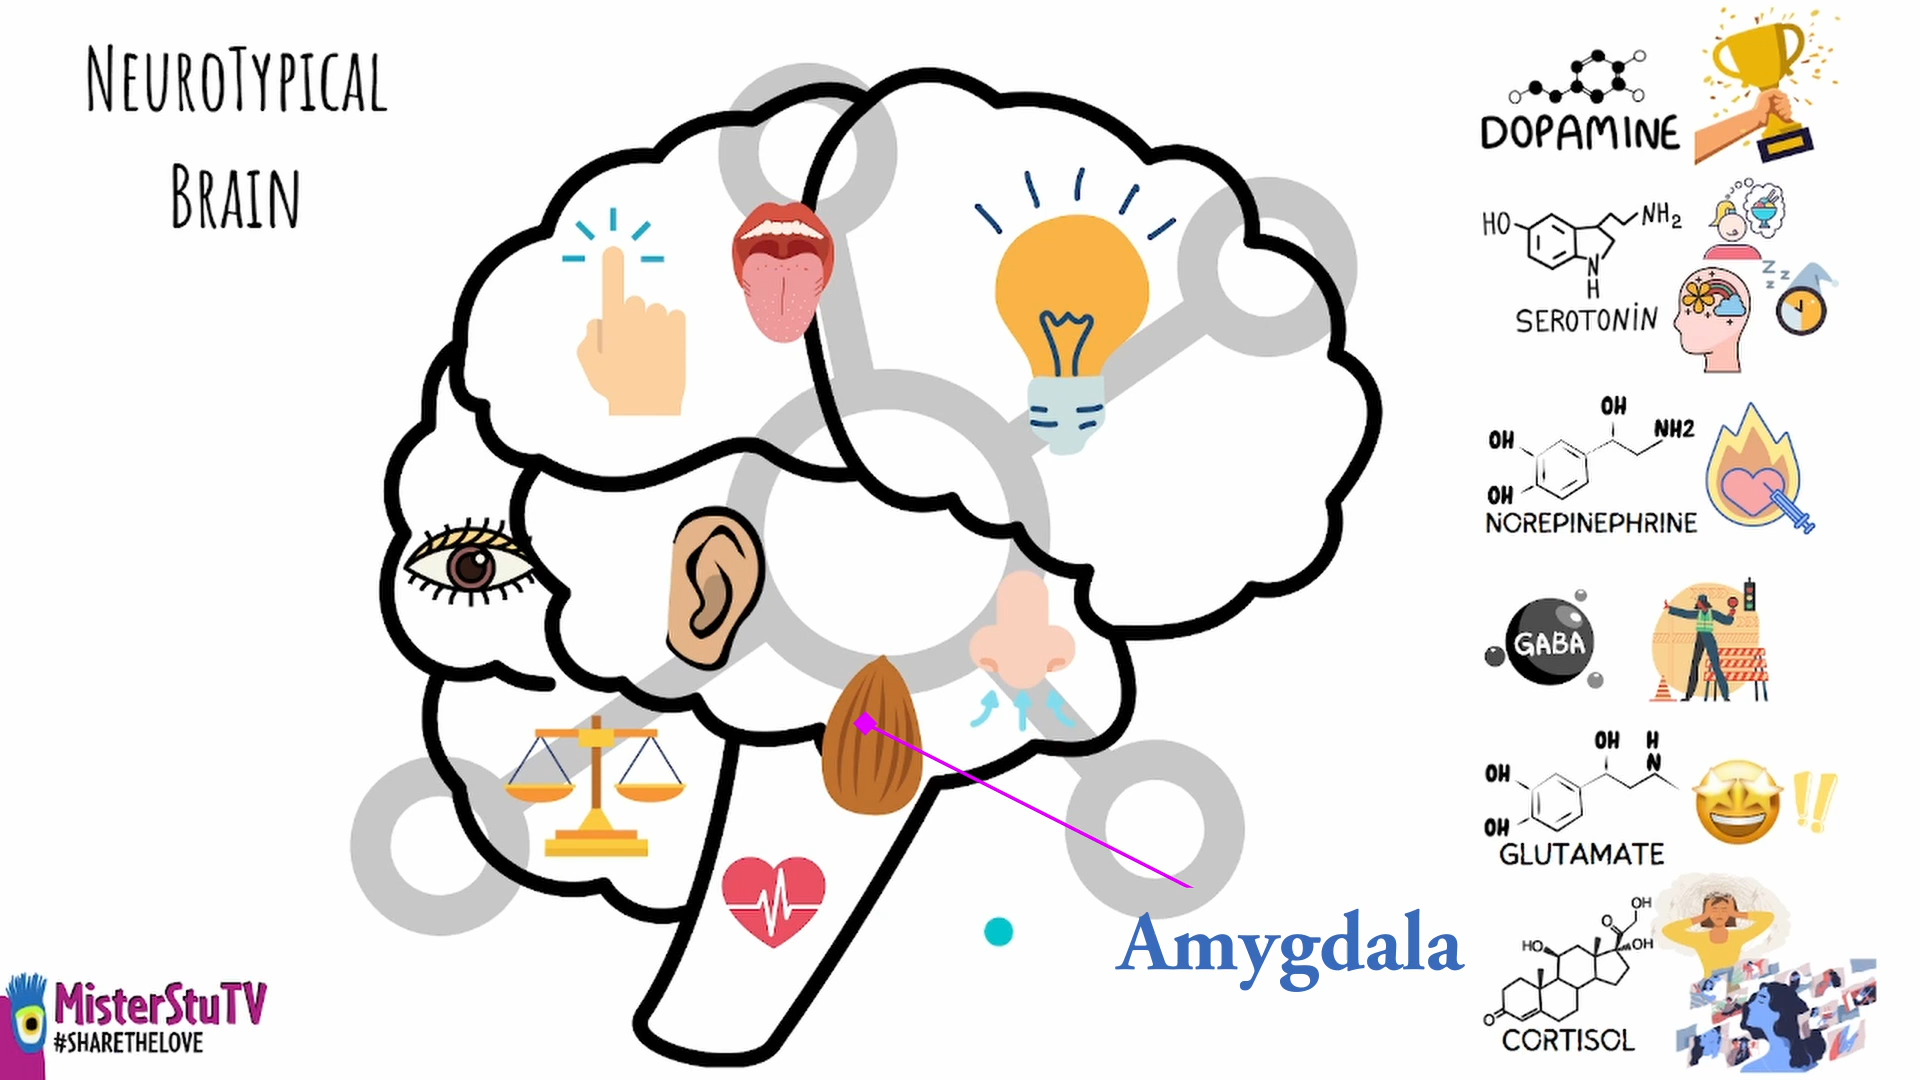 NEUROTYPICAL
BRAIN
DOPAMINE
HO
NH2
N
H
SEROTONIN
Z
Z
Z
OH
OH
NH2
OH
NOREPINEPHRINE
GABA
OH
H
N
OH
OH
GLUTAMATE
!!
OH
O
HO
OH
O
CORTISOL
Amygdala
MisterStuTV
#SHARETHELOVE